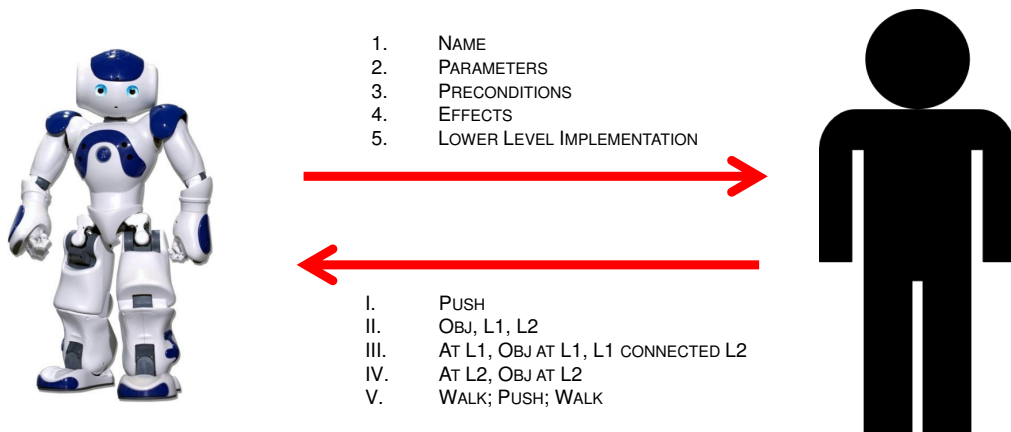 1. NAME
2. PARAMETERS
3. PRECONDITIONS
4. EFFECTS
5. LOWER LEVEL IMPLEMENTATION
I. PUSH
II. OBJ, L1, L2
III. AT L1, OBJ AT L1, L1 CONNECTED L2
IV. AT L2, OBJ AT L2
V. WALK; PUSH; WALK